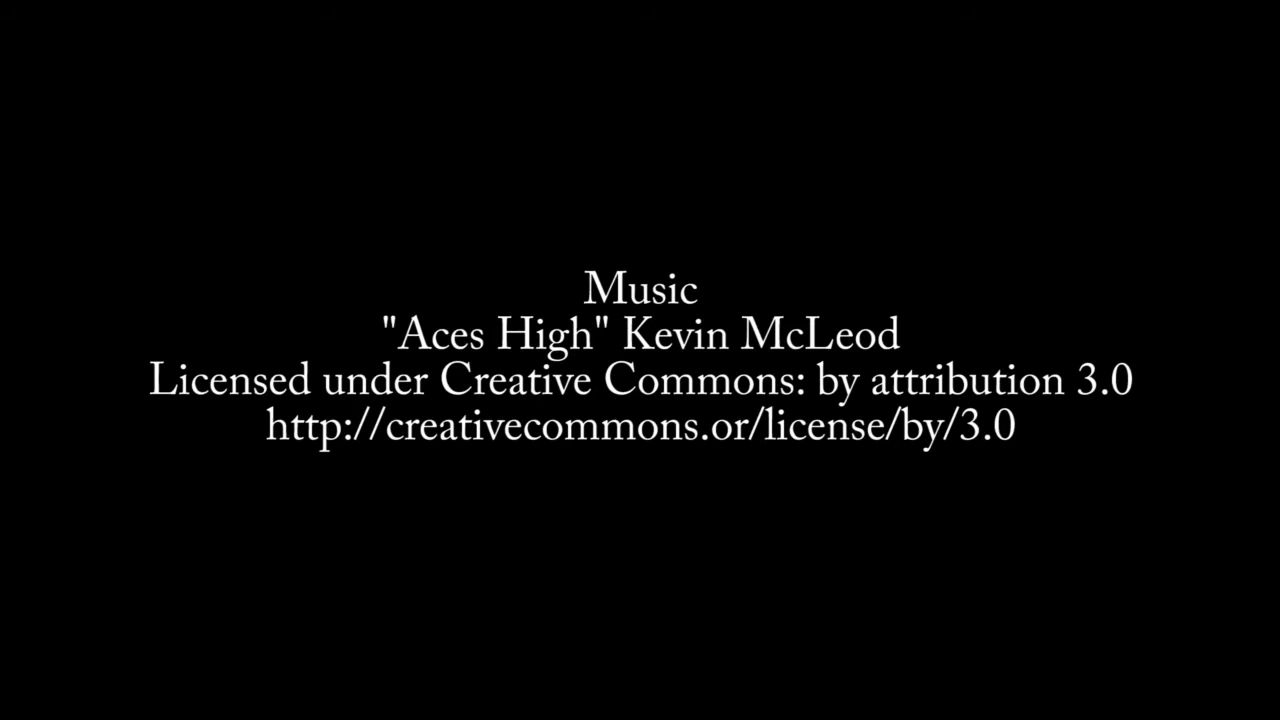 Music
"Aces High" Kevin McLeod
Licensed under Creative Commons: by attribution 3.0
http://creativecommons.or/license/by/3.0